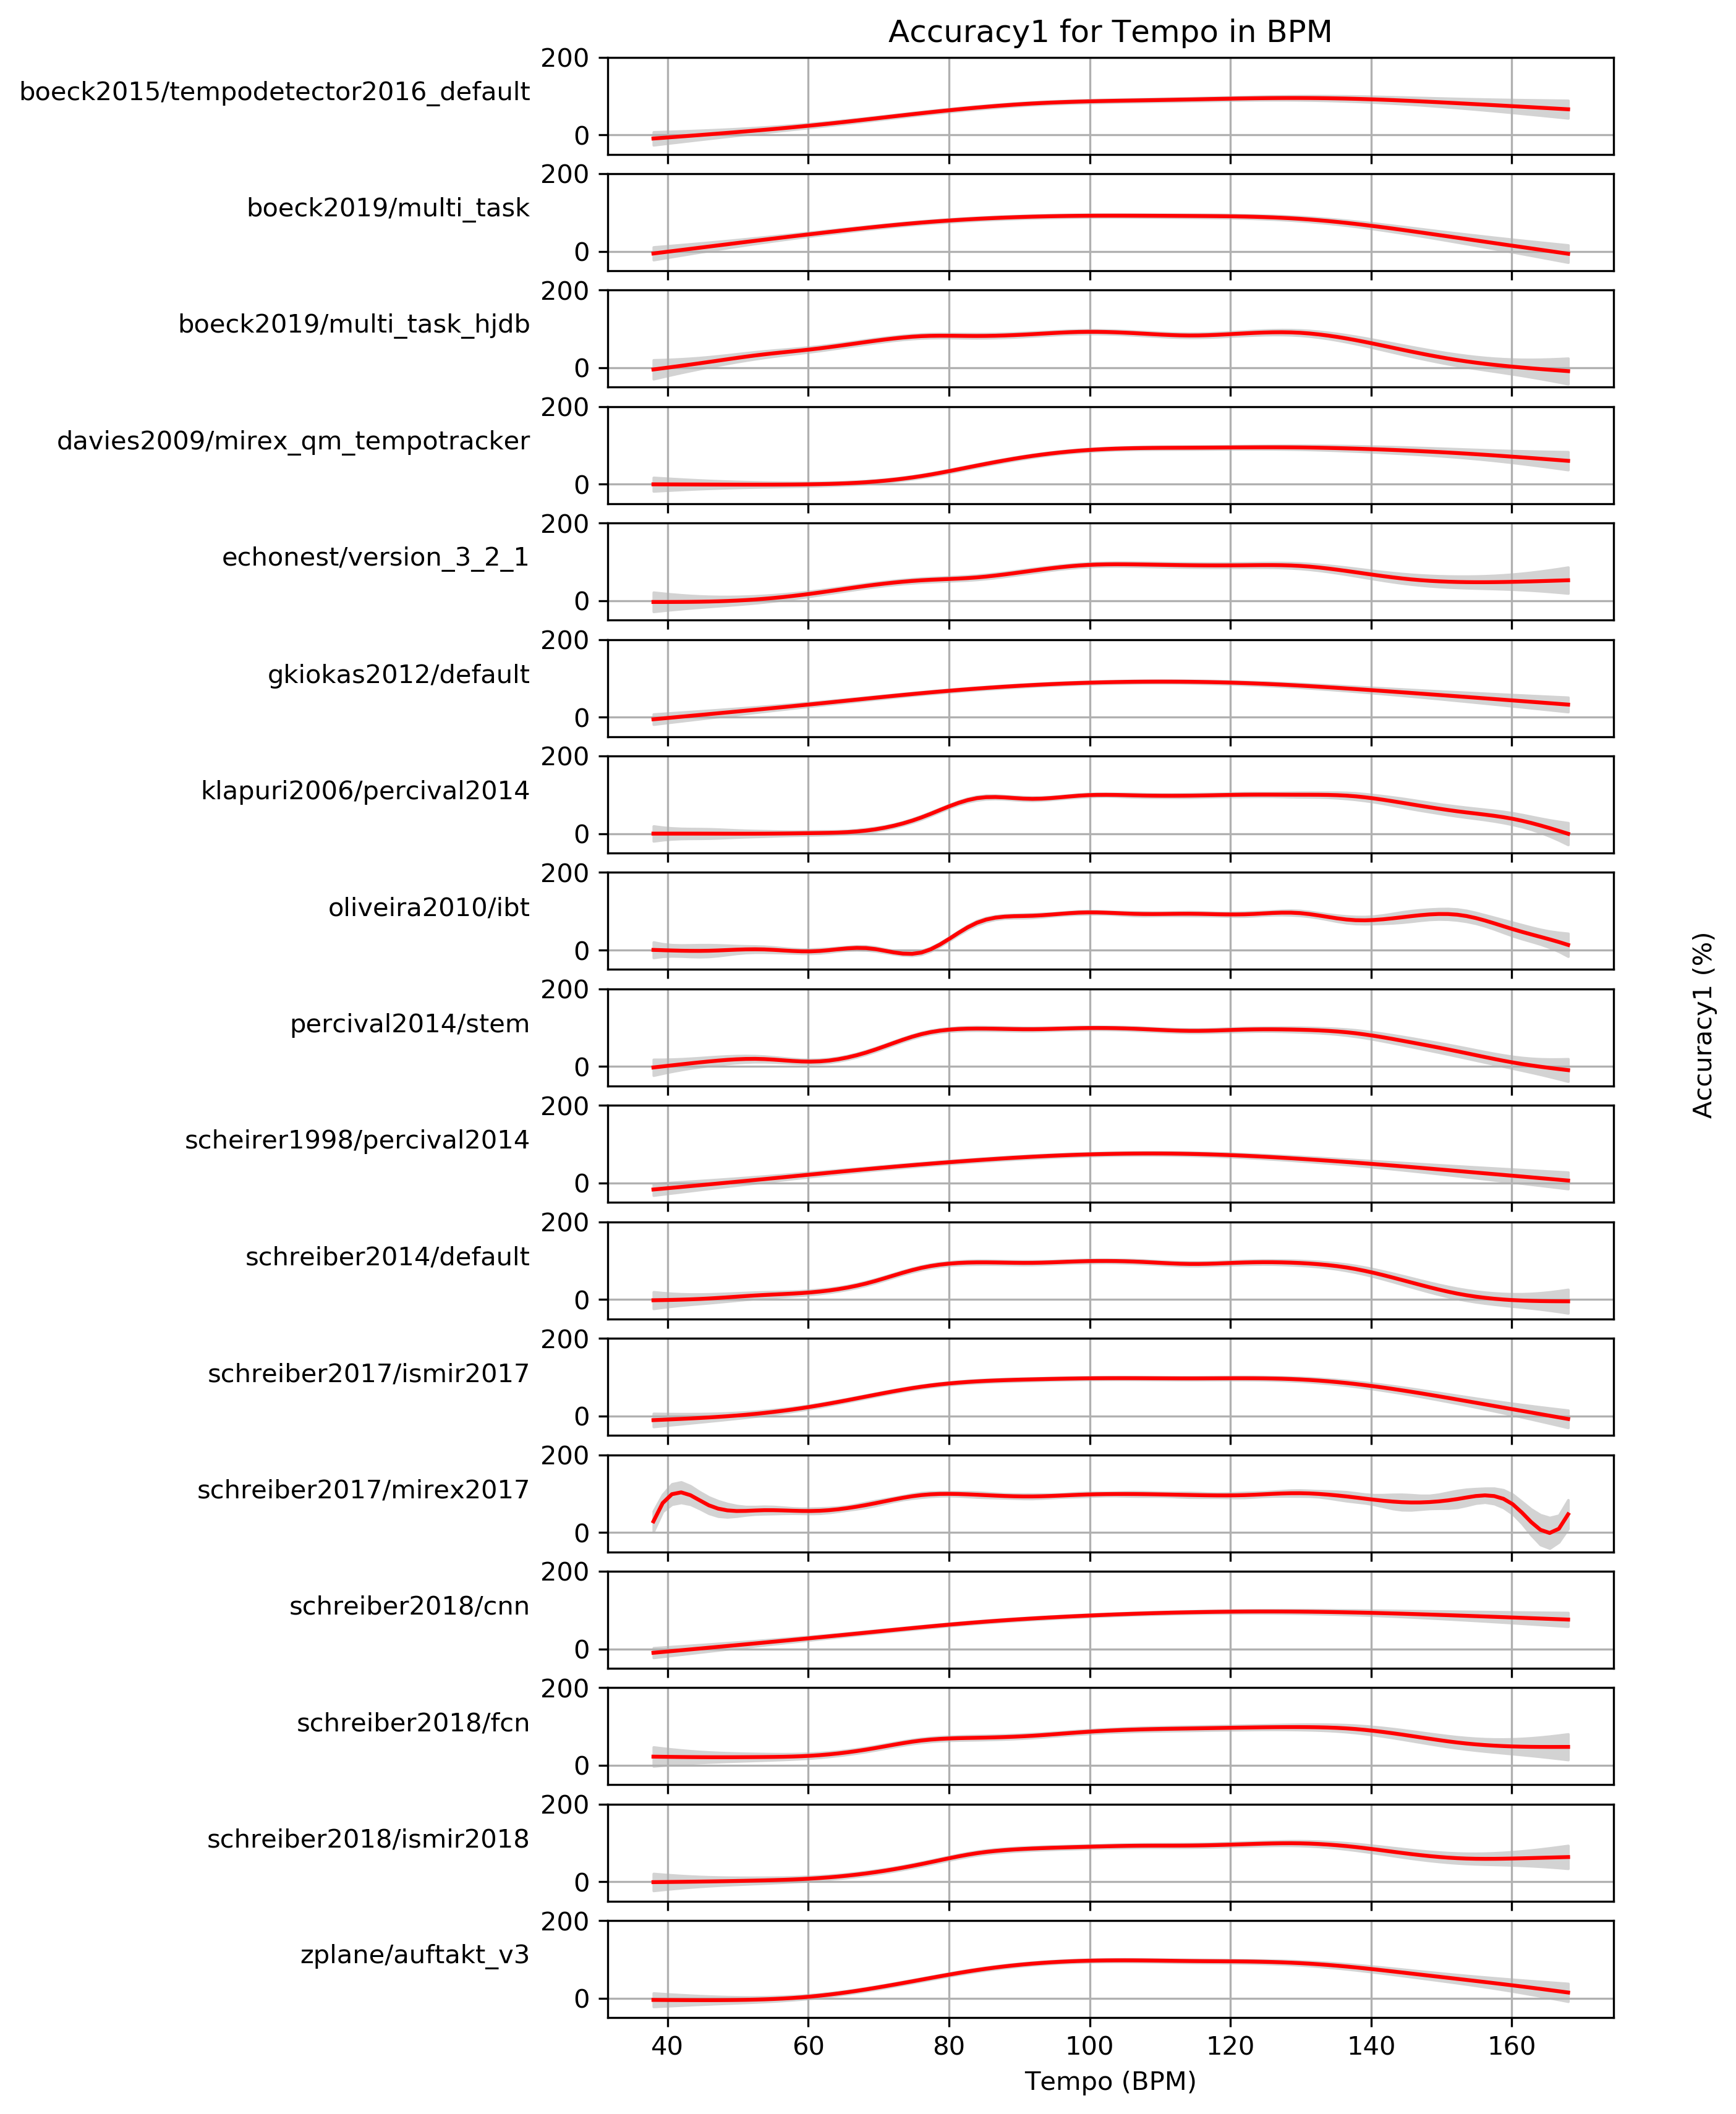 Accuracy1 for Tempo in BPM
200
boeck2015/tempodetector2016_default
0
200
boeck2019/multi_task
0
200
boeck2019/multi_task_hjdb
0
200
davies2009/mirex_qm_tempotracker
0
200
echonest/version_3_2_1
0
200
gkiokas2012/default
0
200
klapuri2006/percival2014
0
200
oliveira2010/ibt
0
200
percival2014/stem
0
200
scheirer1998/percival2014
0
200
schreiber2014/default
0
200
schreiber2017/ismir2017
0
200
schreiber2017/mirex2017
0
200
schreiber2018/cnn
0
200
schreiber2018/fcn
0
200
schreiber2018/ismir2018
0
200
zplane/auftakt_v3
0
40 60 80 100 120 140 160
Tempo (BPM)
Accuracy1 (%)